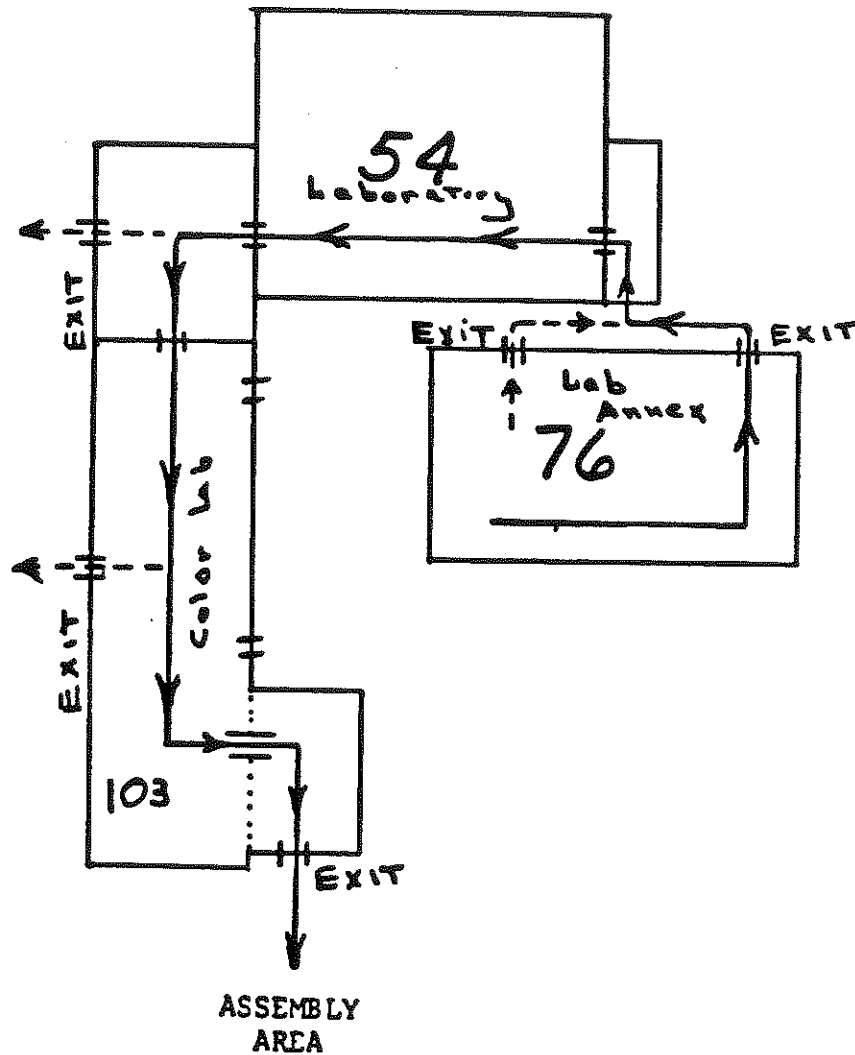 54
Laboratory
EXIT
Exit
EXIT
Lab
Annex
76
Color Lab
EXIT
103
EXIT
ASSEMBLY
AREA